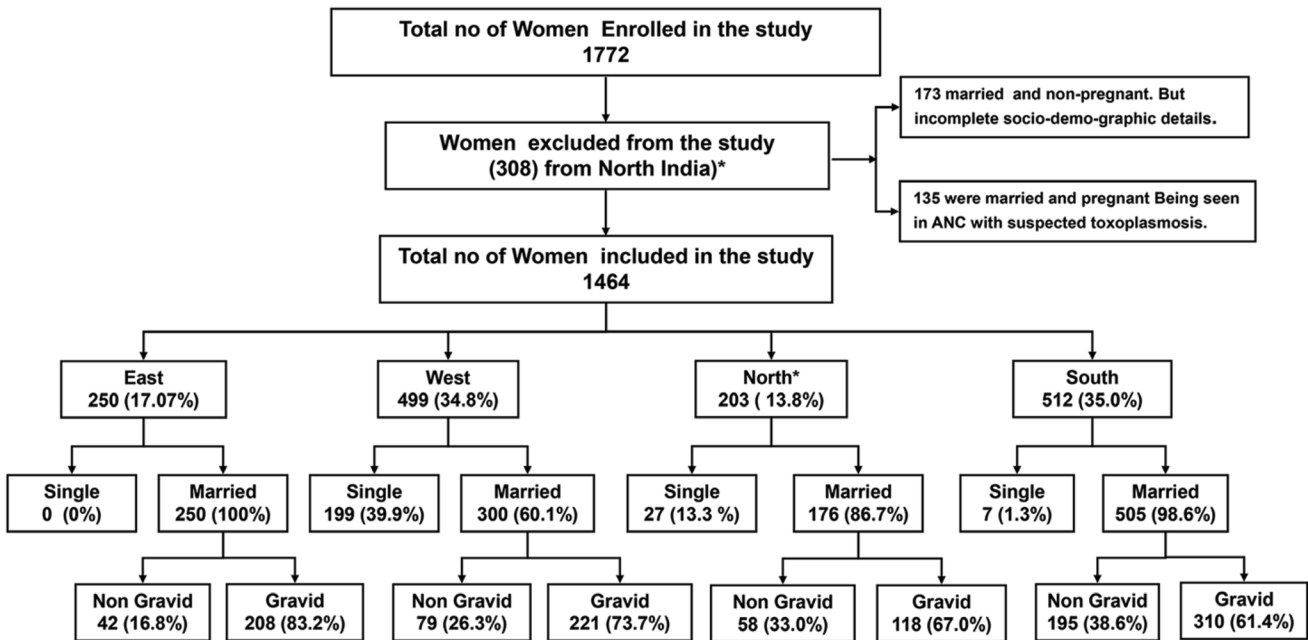 Total no of Women Enrolled in the study
1772
173 married and non-pregnant. But
incomplete socio-demo-graphic details.
Women excluded from the study
(308) from North India)*
135 were married and pregnant Being seen
in ANC with suspected toxoplasmosis.
Total no of Women included in the study
1464
East
250 (17.07%)
West
499 (34.8%)
North*
203 ( 13.8%)
South
512 (35.0%)
Single
0 (0%)
Married
250 (100%)
Single
199 (39.9%)
Married
300 (60.1%)
Single
27 (13.3 %)
Married
176 (86.7%)
Single
7 (1.3%)
Married
505 (98.6%)
Non Gravid
42 (16.8%)
Gravid
208 (83.2%)
Non Gravid
79 (26.3%)
Gravid
221 (73.7%)
Non Gravid
58 (33.0%)
Gravid
118 (67.0%)
Non Gravid
195 (38.6%)
Gravid
310 (61.4%)